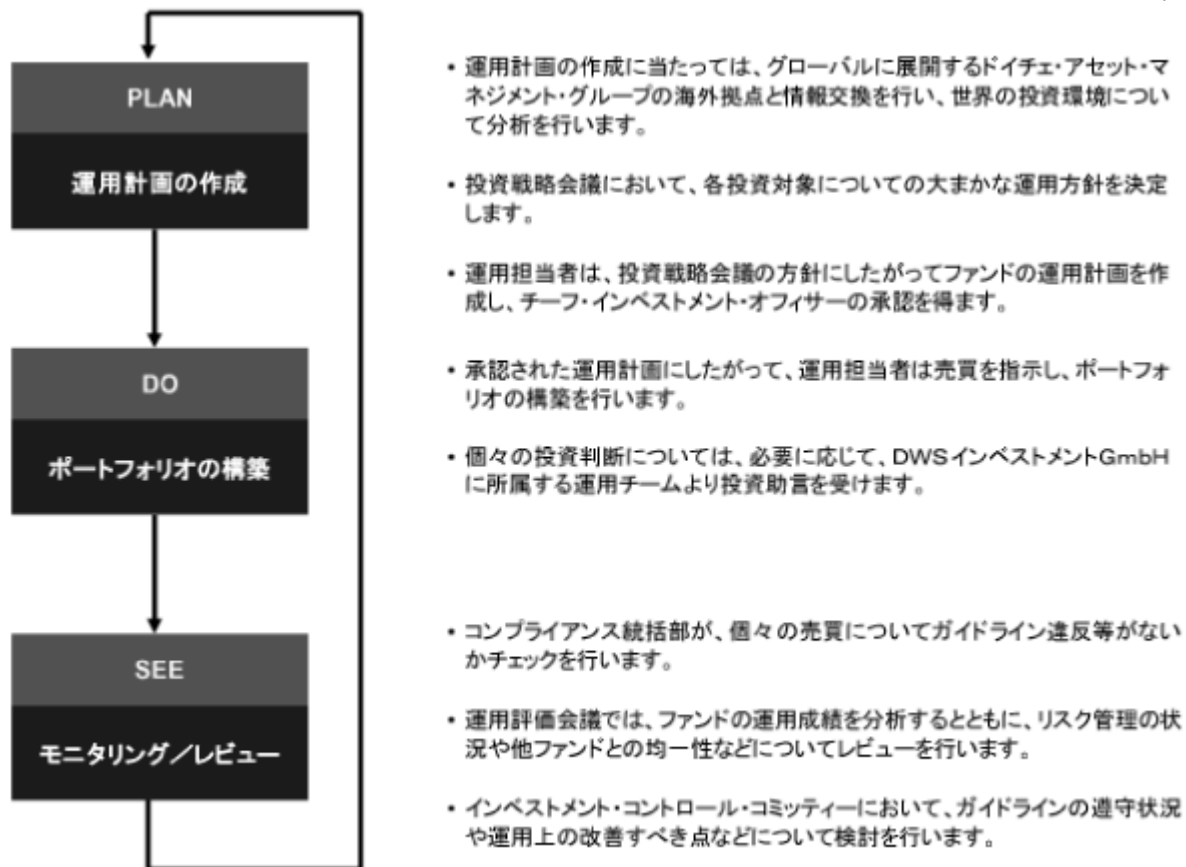 PLAN
運用計画の作成
・運用計画の作成に当たっては、グローバルに展開するドイチェ・アセット・マ
ネジメント・グループの海外拠点と情報交換を行い、世界の投資環境につい
て分析を行います。
・投資戦略会議において、各投資対象についての大まかな運用方針を決定
します。
・運用担当者は、投資戦略会議の方針にしたがってファンドの運用計画を作
成し、チーフ・インベストメント・オフィサーの承認を得ます。
DO
ポートフォリオの構築
・承認された運用計画にしたがって、運用担当者は売買を指示し、ポートフォ
リオの構築を行います。
・個々の投資判断については、必要に応じて、DWSインベストメントGmbH
に所属する運用チームより投資助言を受けます。
SEE
モニタリング／レビュー
・コンプライアンス統括部が、個々の売買についてガイドライン違反等がない
かチェックを行います。
・運用評価会議では、ファンドの運用成績を分析するとともに、リスク管理の状
況や他ファンドとの均一性などについてレビューを行います。
・インベストメント・コントロール・コミッティーにおいて、ガイドラインの遵守状況
や運用上の改善すべき点などについて検討を行います。